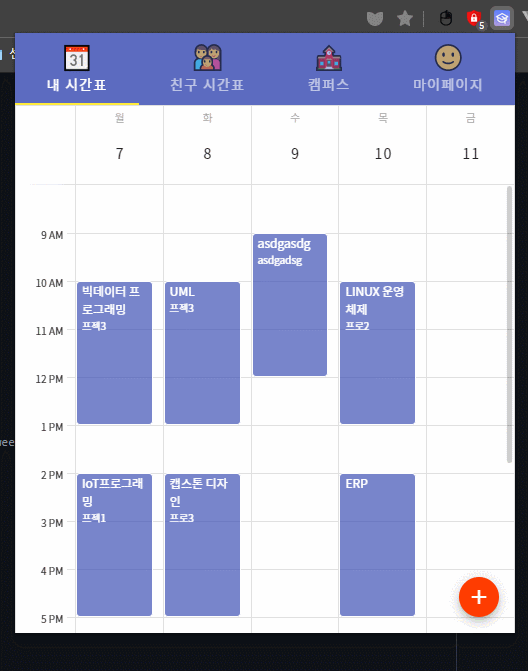 5
31
내 시간표 친구 시간표 캠퍼스 마이페이지
월 화 수 목 금
7 8 9 10 11
9 AM
asdgasdg
asdgadsg
10 AM
빅데이터 프
로그래밍
프젝3
UML
프젝3
LINUX 운영
체제
프로2
11 AM
12 PM
1 PM
2 PM
IoT프로그래
밍
프젝1
캡스톤 디자
인
프로3
ERP
3 PM
4 PM
5 PM
+